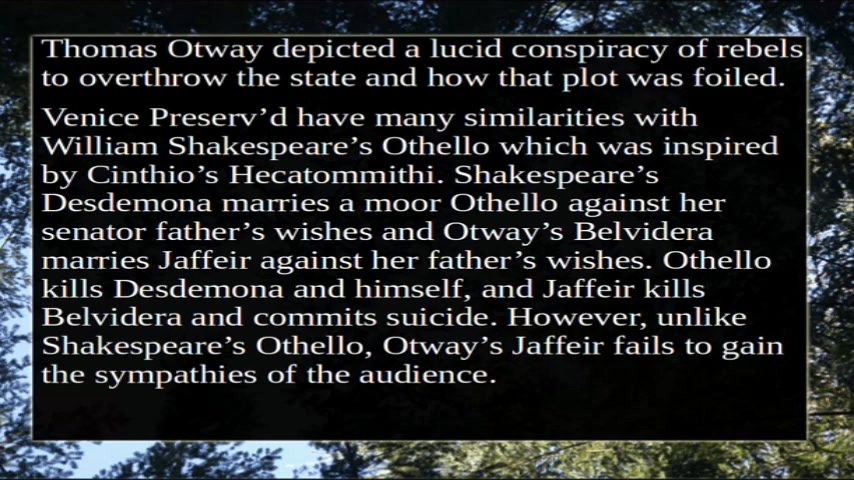 Thomas Otway depicted a lucid conspiracy of rebels
to overthrow the state and how that plot was foiled.
Venice Preserv’d have many similarities with
William Shakespeare’s Othello which was inspired
by Cinthio’s Hecatommithi. Shakespeare’s
Desdemona marries a moor Othello against her
senator father’s wishes and Otway’s Belvidera
marries Jaffeir against her father’s wishes. Othello
kills Desdemona and himself, and Jaffeir kills
Belvidera and commits suicide. However, unlike
Shakespeare’s Othello, Otway’s Jaffeir fails to gain
the sympathies of the audience.